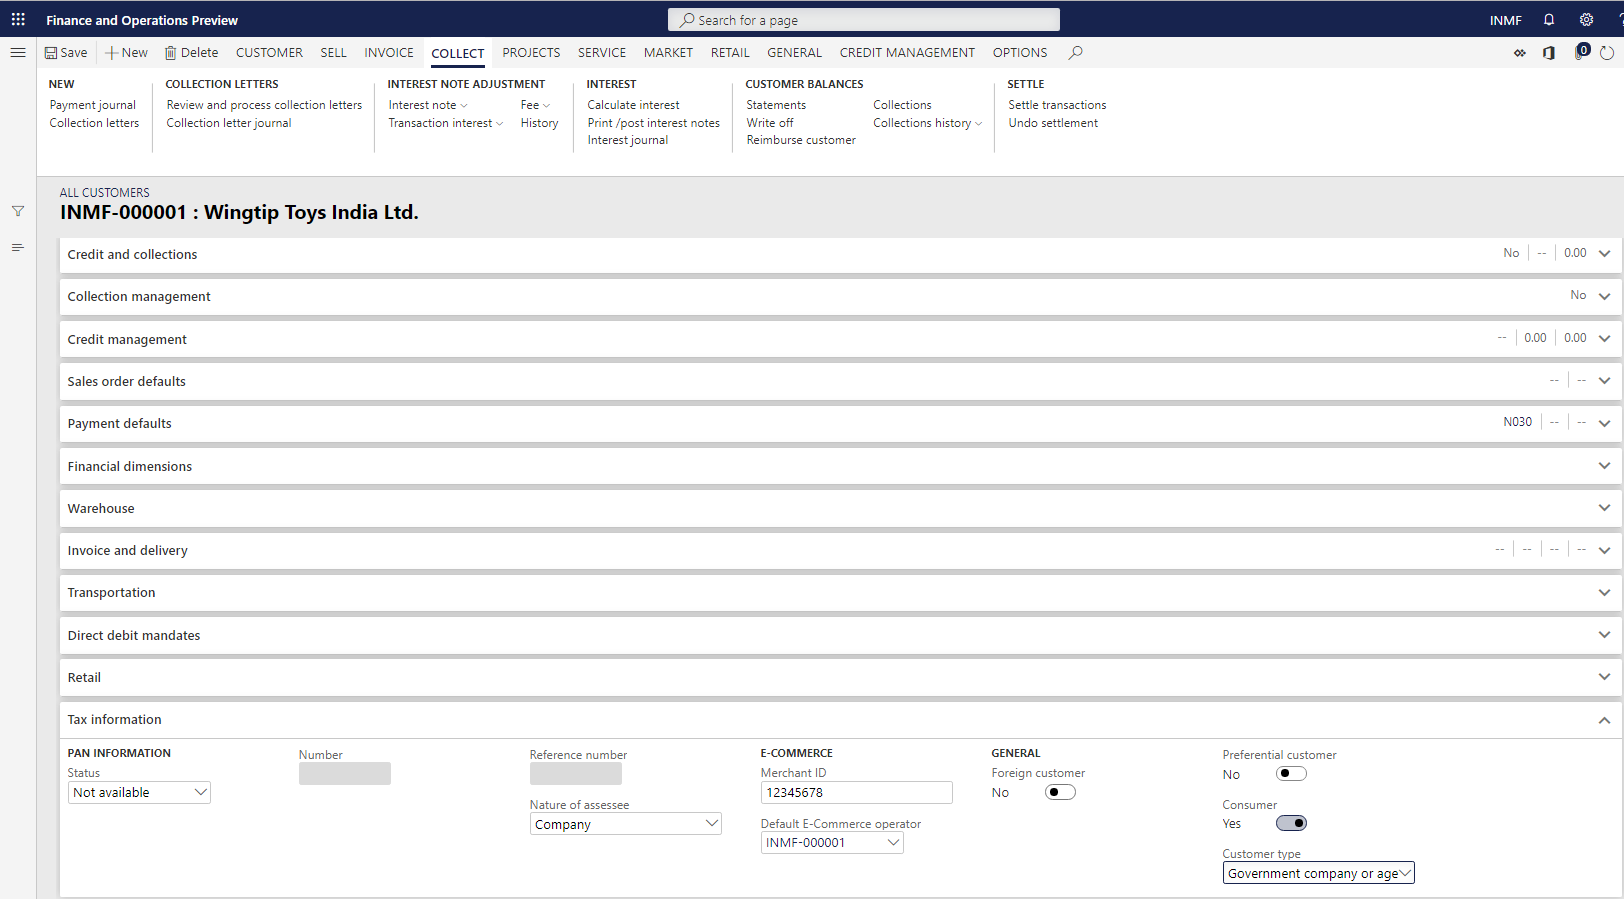 Finance and Operations Preview
Search for a page
INMF
?
Save
New
Delete
CUSTOMER
SELL
INVOICE
COLLECT
PROJECTS
SERVICE
MARKET
RETAIL
GENERAL
CREDIT MANAGEMENT
OPTIONS
0
NEW
Payment journal
Collection letters
COLLECTION LETTERS
Review and process collection letters
Collection letter journal
INTEREST NOTE ADJUSTMENT
Interest note
Transaction interest
Fee
History
INTEREST
Calculate interest
Print /post interest notes
Interest journal
CUSTOMER BALANCES
Statements
Write off
Reimburse customer
Collections
Collections history
SETTLE
Settle transactions
Undo settlement
ALL CUSTOMERS
INMF-000001 : Wingtip Toys India Ltd.
Credit and collections No -- 0.00
Collection management No
Credit management -- 0.00 0.00
Sales order defaults -- --
Payment defaults N030 -- --
Financial dimensions
Warehouse
Invoice and delivery -- -- -- --
Transportation
Direct debit mandates
Retail
Tax information
PAN INFORMATION
Status
Not available
Number
Reference number
Nature of assessee
Company
E-COMMERCE
Merchant ID
12345678
Default E-Commerce operator
INMF-000001
GENERAL
Foreign customer
No
Preferential customer
No
Consumer
Yes
Customer type
Government company or age